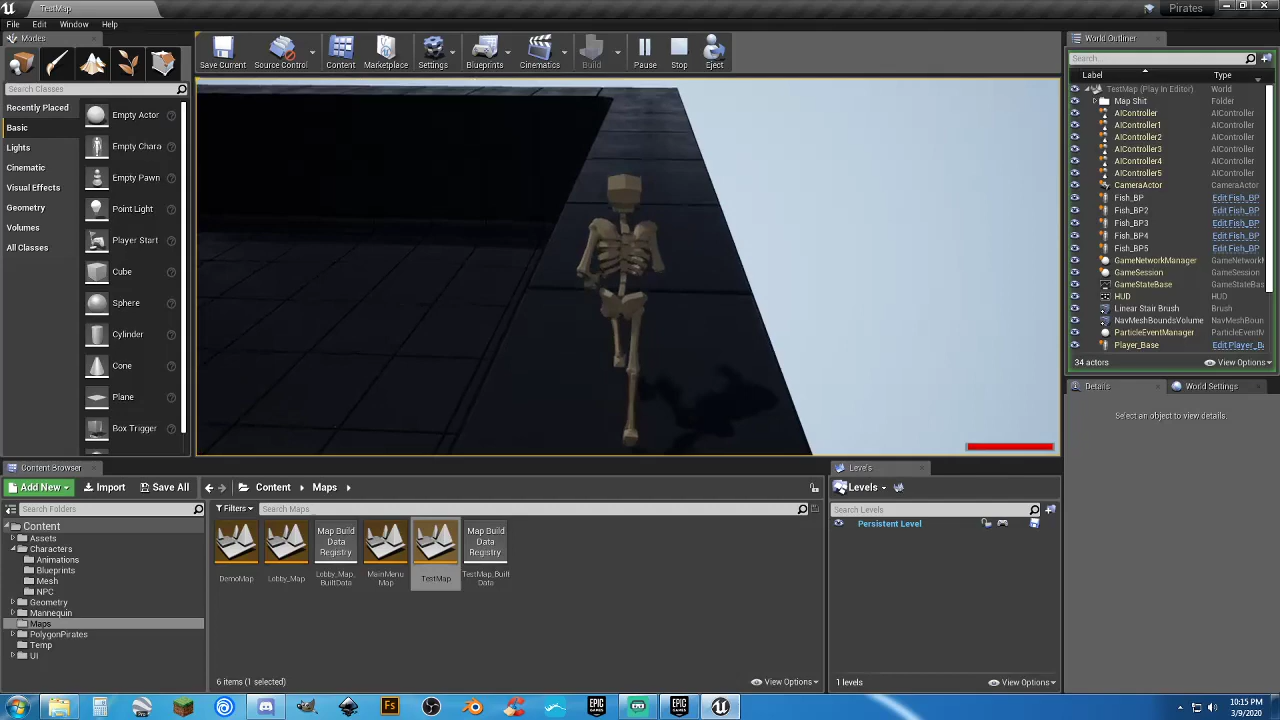 TestMap
Pirates
File Edit Window Help
Modes
Search Classes
Recently Placed
Basic
Lights
Cinematic
Visual Effects
Geometry
Volumes
All Classes
Empty Actor
Empty Chara
Empty Pawn
Point Light
Player Start
Cube
Sphere
Cylinder
Cone
Plane
Box Trigger
Save Current
Source Control
Content
Marketplace
Settings
Blueprints
Cinematics
Build
Pause
Stop
Eject
World Outliner
Search...
Label Type
TestMap (Play In Editor) World
Map Shit Folder
AIController AIController
AIController1 AIController
AIController2 AIController
AIController3 AIController
AIController4 AIController
AIController5 AIController
CameraActor CameraActor
Fish_BP Edit Fish_BP
Fish_BP2 Edit Fish_BP
Fish_BP3 Edit Fish_BP
Fish_BP4 Edit Fish_BP
Fish_BP5 Edit Fish_BP
GameNetworkManager GameNetworkI
GameSession GameSession
GameStateBase GameStateBas
HUD HUD
Linear Stair Brush Brush
NavMeshBoundsVolume NavMeshBoun
ParticleEventManager ParticleEventM
Player_Base Edit Player_Ba
34 actors View Options
Details
World Settings
Select an object to view details.
Content Browser
Add New
Import
Save All
Content
Maps
Search Folders
Filters
Search Maps
Content
Assets
Characters
Animations
Blueprints
Mesh
NPC
Geometry
Mannequin
Maps
PolygonPirates
Temp
UI
DemoMap
Lobby_Map
Map Build Data Registry
Lobby_Map_BuiltData
MainMenu Map
TestMap
Map Build Data Registry
TestMap_Built Data
6 items (1 selected)
View Options
Levels
Levels
Search Levels
Persistent Level
1 levels
View Options
Pro
Fs
EPIC GAMES
EPIC GAMES
10:15 PM
3/9/2020